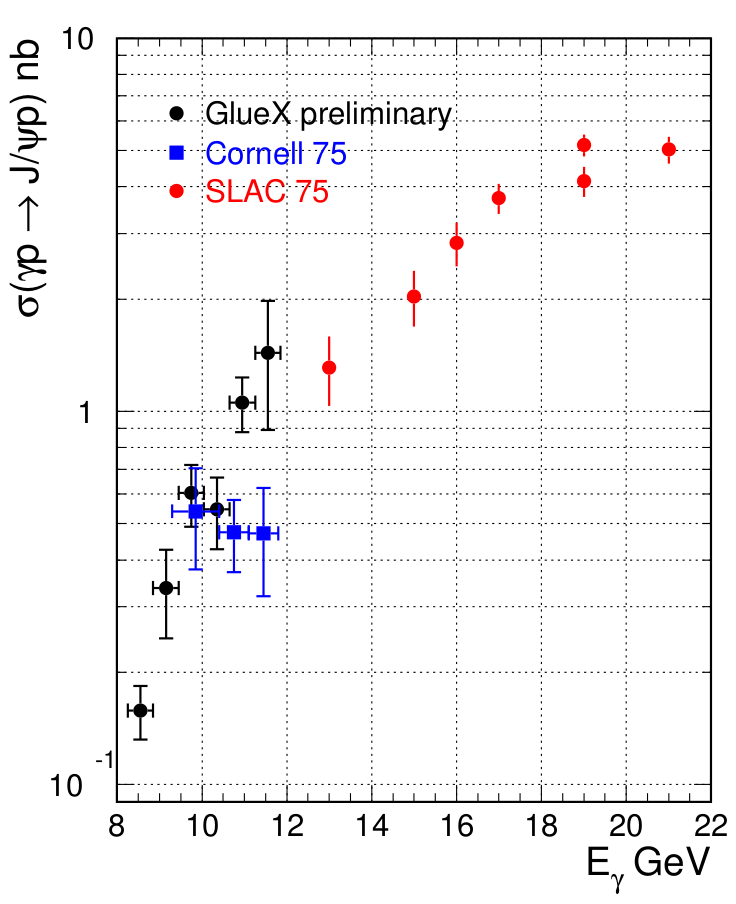 σ(γp → J/ψp) nb
10
GlueX preliminary
Cornell 75
SLAC 75
1
10⁻¹
8 10 12 14 16 18 20 22
E_γ GeV